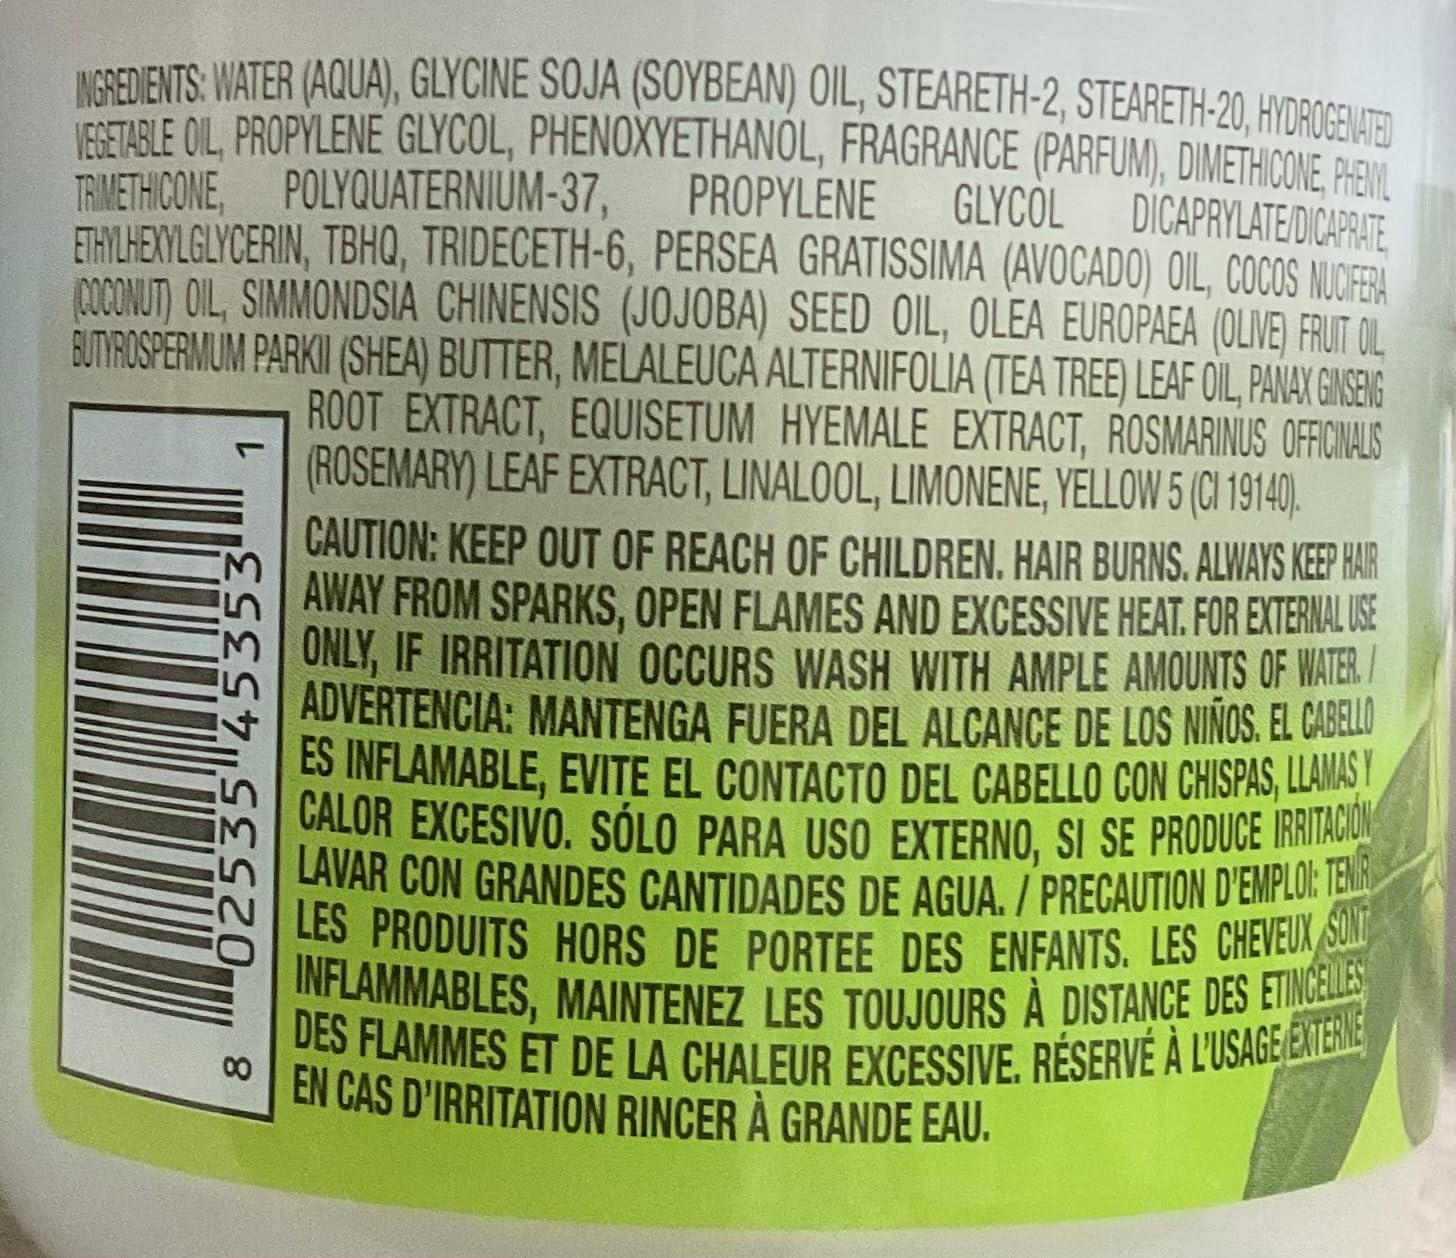 INGREDIENTS: WATER (AQUA), GLYCINE SOJA (SOYBEAN) OIL, STEARETH-2, STEARETH-20, HYDROGENATED
VEGETABLE OIL, PROPYLENE GLYCOL, PHENOXYETHANOL, FRAGRANCE (PARFUM), DIMETHICONE, PHENYL
TRIMETHICONE, POLYQUATERNIUM-37, PROPYLENE GLYCOL DICAPRYLATE/DICAPRATE,
ETHYLHEXYLGLYCERIN, TBHQ, TRIDECETH-6, PERSEA GRATISSIMA (AVOCADO) OIL, COCOS NUCIFERA
(COCONUT) OIL, SIMMONDSIA CHINENSIS (JOJOBA) SEED OIL, OLEA EUROPAEA (OLIVE) FRUIT OIL,
BUTYROSPERMUM PARKII (SHEA) BUTTER, MELALEUCA ALTERNIFOLIA (TEA TREE) LEAF OIL, PANAX GINSENG
ROOT EXTRACT, EQUISETUM HYEMALE EXTRACT, ROSMARINUS OFFICINALIS
(ROSEMARY) LEAF EXTRACT, LINALOOL, LIMONENE, YELLOW 5 (CI 19140).
CAUTION: KEEP OUT OF REACH OF CHILDREN. HAIR BURNS. ALWAYS KEEP HAIR
AWAY FROM SPARKS, OPEN FLAMES AND EXCESSIVE HEAT. FOR EXTERNAL USE
ONLY, IF IRRITATION OCCURS WASH WITH AMPLE AMOUNTS OF WATER. /
ADVERTENCIA: MANTENGA FUERA DEL ALCANCE DE LOS NIÑOS. EL CABELLO
ES INFLAMABLE, EVITE EL CONTACTO DEL CABELLO CON CHISPAS, LLAMAS Y
CALOR EXCESIVO. SÓLO PARA USO EXTERNO, SI SE PRODUCE IRRITACIÓN
LAVAR CON GRANDES CANTIDADES DE AGUA. / PRECAUTION D'EMPLOI: TENIR
LES PRODUITS HORS DE PORTEE DES ENFANTS. LES CHEVEUX SONT
INFLAMMABLES, MAINTENEZ LES TOUJOURS À DISTANCE DES ETINCELLES
DES FLAMMES ET DE LA CHALEUR EXCESSIVE. RÉSERVÉ À L'USAGE EXTERNE
EN CAS D'IRRITATION RINCER À GRANDE EAU.
8 02535 45353 1